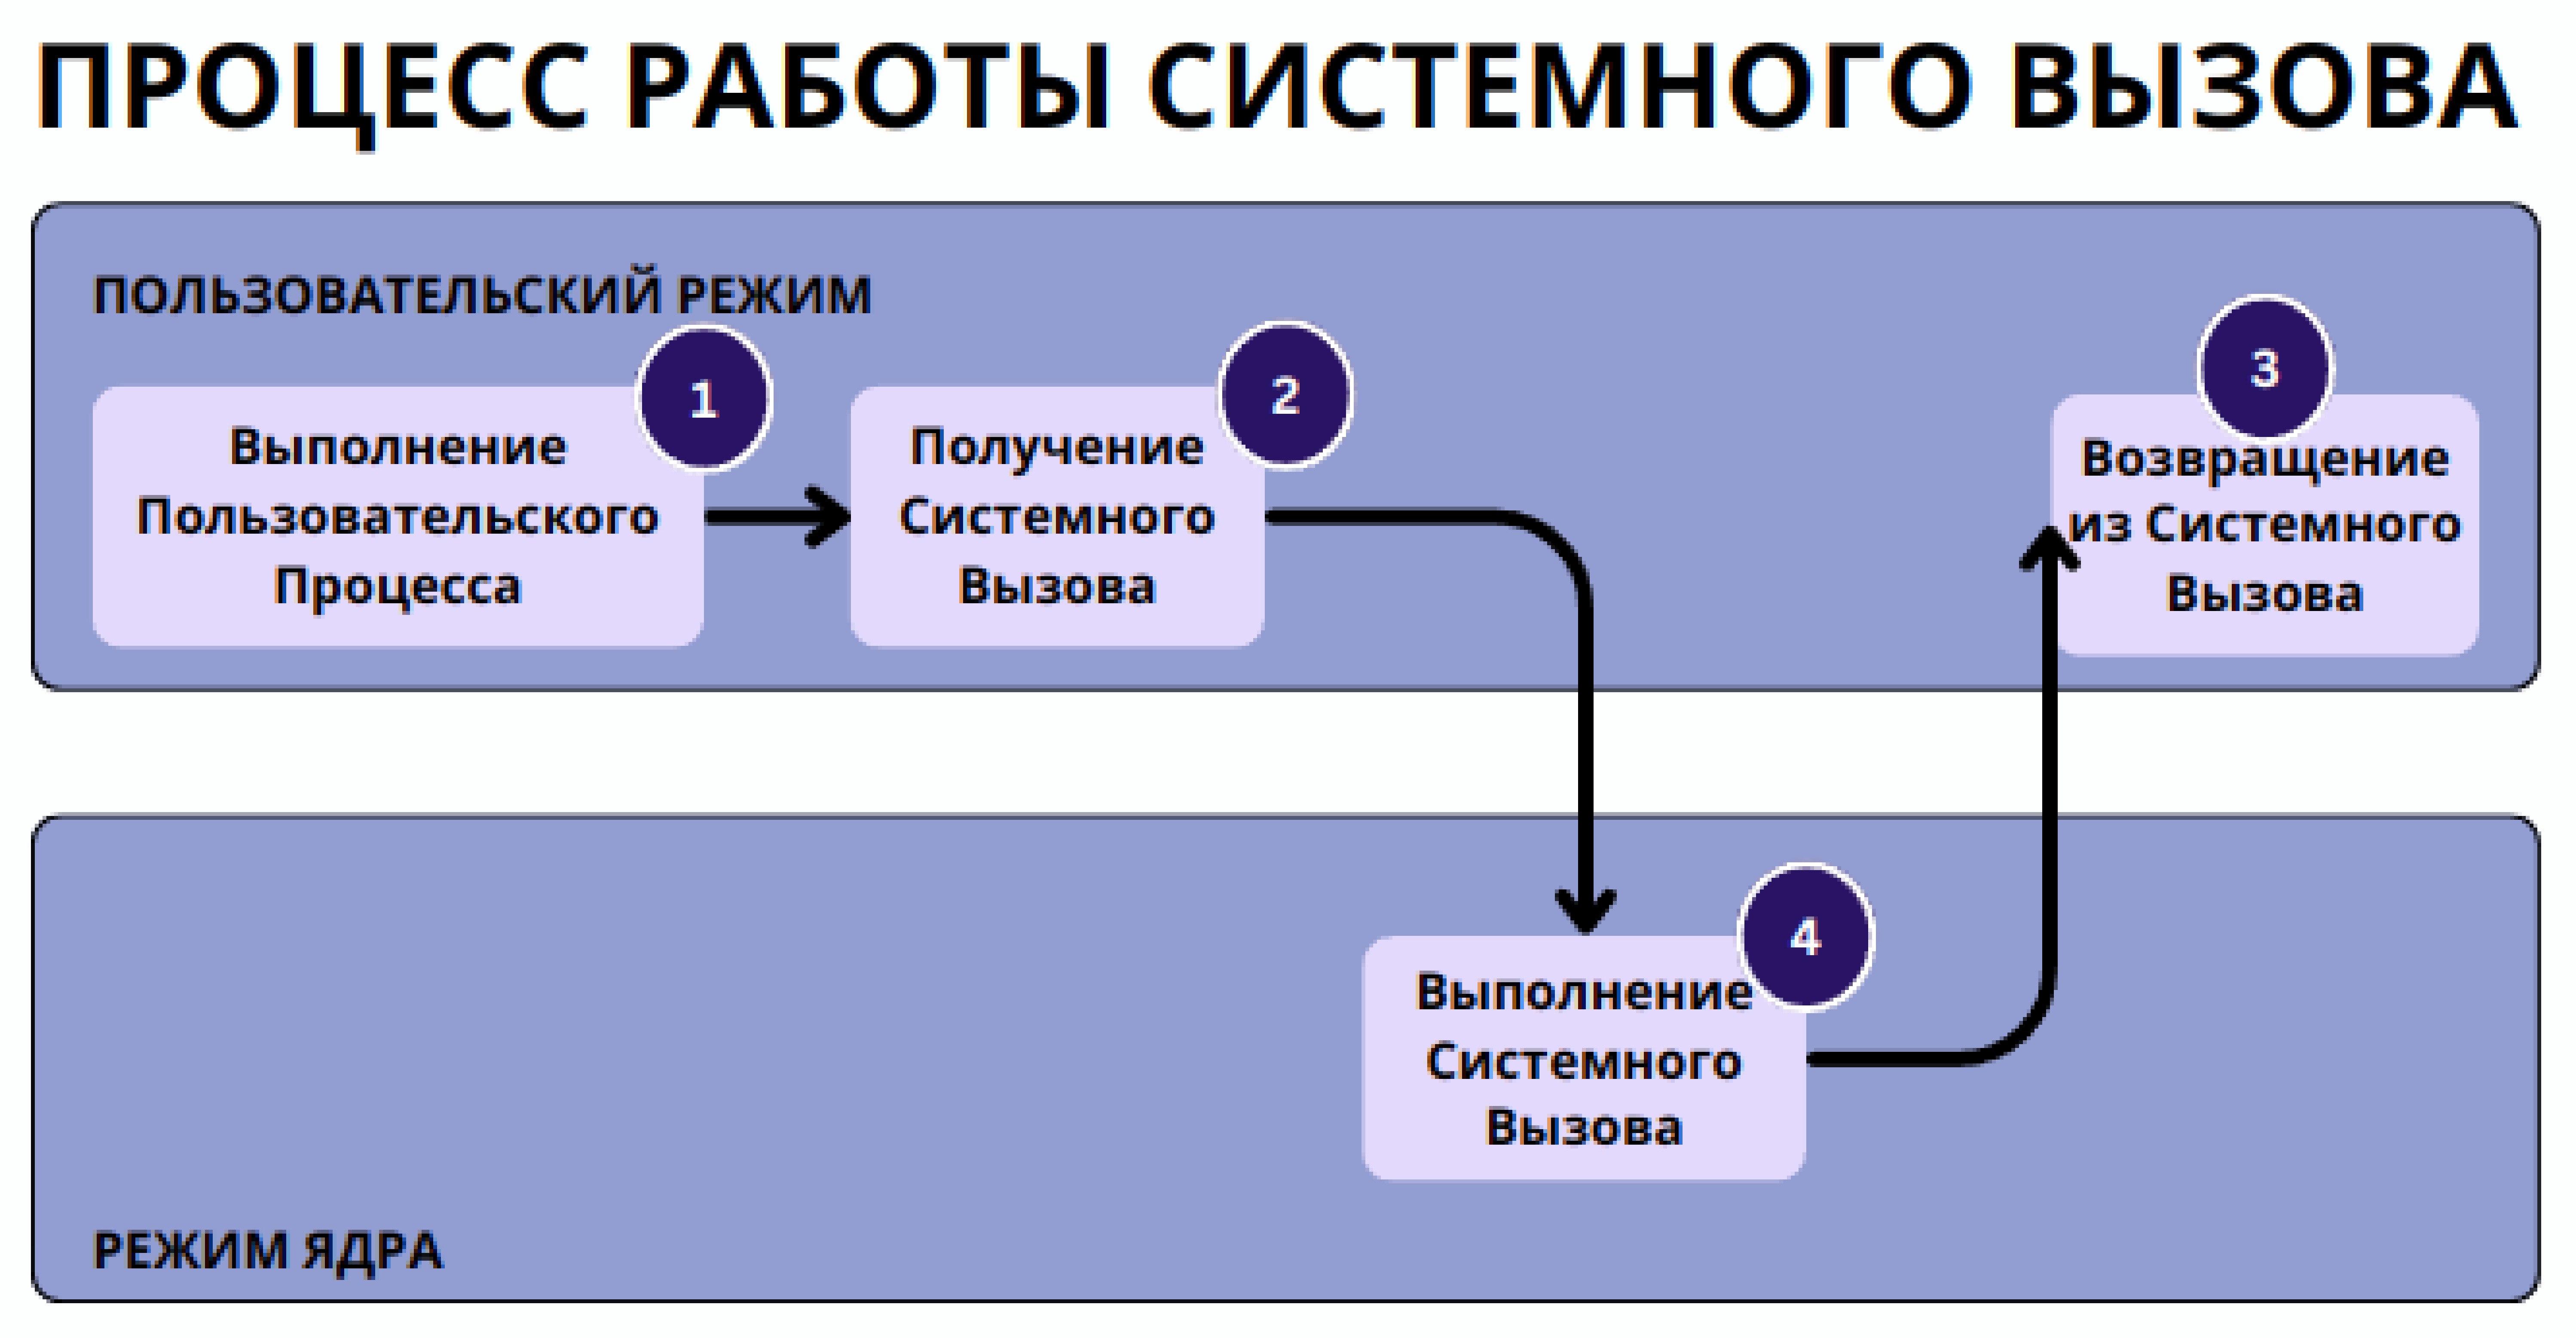 ПРОЦЕСС РАБОТЫ СИСТЕМНОГО ВЫЗОВА
ПОЛЬЗОВАТЕЛЬСКИЙ РЕЖИМ
1
Выполнение
Пользовательского
Процесса
2
Получение
Системного
Вызова
3
Возвращение
из Системного
Вызова
4
Выполнение
Системного
Вызова
РЕЖИМ ЯДРА